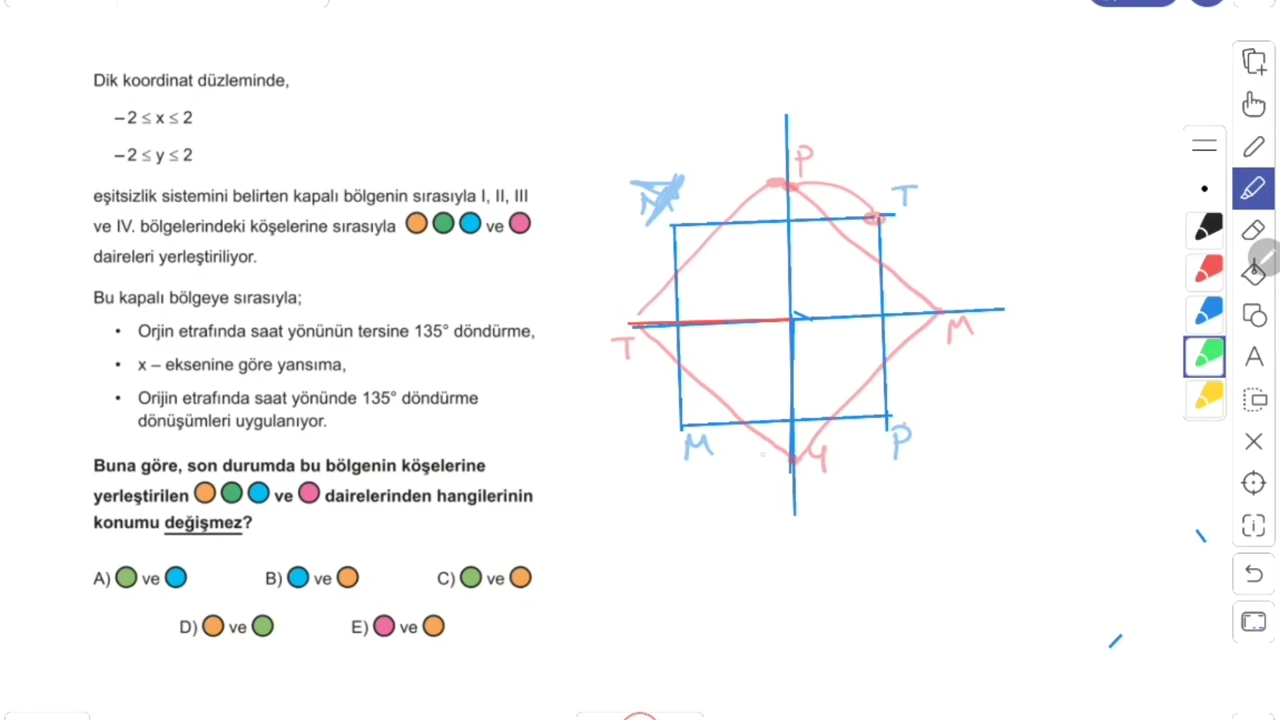 Dik koordinat düzleminde,
−2 ≤ x ≤ 2
−2 ≤ y ≤ 2
eşitsizlik sistemini belirten kapalı bölgenin sırasıyla I, II, III
ve IV. bölgelerindeki köşelerine sırasıyla ve
daireleri yerleştiriliyor.
Bu kapalı bölgeye sırasıyla;
• Orjin etrafında saat yönünün tersine 135° döndürme,
• x – eksenine göre yansıma,
• Orijin etrafında saat yönünde 135° döndürme
dönüşümleri uygulanıyor.
Buna göre, son durumda bu bölgenin köşelerine
yerleştirilen ve dairelerinden hangilerinin
konumu değişmez?
A) ve B) ve C) ve
D) ve E) ve
P
T
T
M
M
P
A